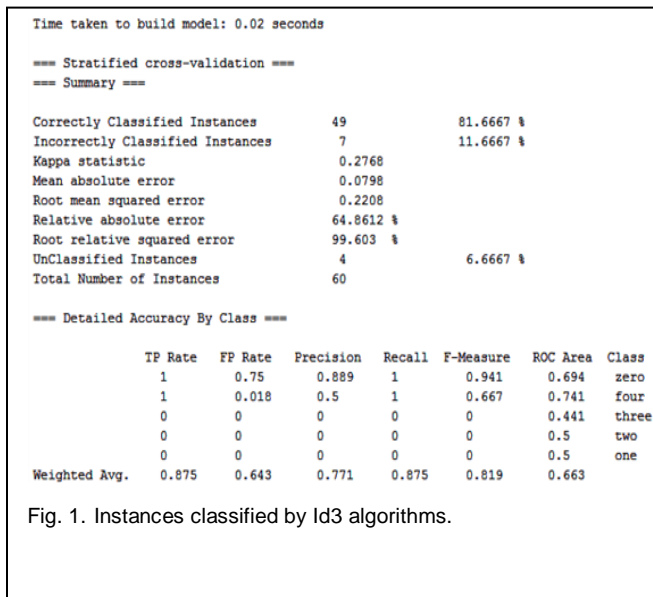 Time taken to build model: 0.02 seconds
=== Stratified cross-validation ===
=== Summary ===
Correctly Classified Instances 49 81.6667 %
Incorrectly Classified Instances 7 11.6667 %
Kappa statistic 0.2768
Mean absolute error 0.0798
Root mean squared error 0.2208
Relative absolute error 64.8612 %
Root relative squared error 99.603 %
UnClassified Instances 4 6.6667 %
Total Number of Instances 60
=== Detailed Accuracy By Class ===
TP Rate FP Rate Precision Recall F-Measure ROC Area Class
1 0.75 0.889 1 0.941 0.694 zero
1 0.018 0.5 1 0.667 0.741 four
0 0 0 0 0 0.441 three
0 0 0 0 0 0.5 two
0 0 0 0 0 0.5 one
Weighted Avg. 0.875 0.643 0.771 0.875 0.819 0.663
Fig. 1. Instances classified by Id3 algorithms.